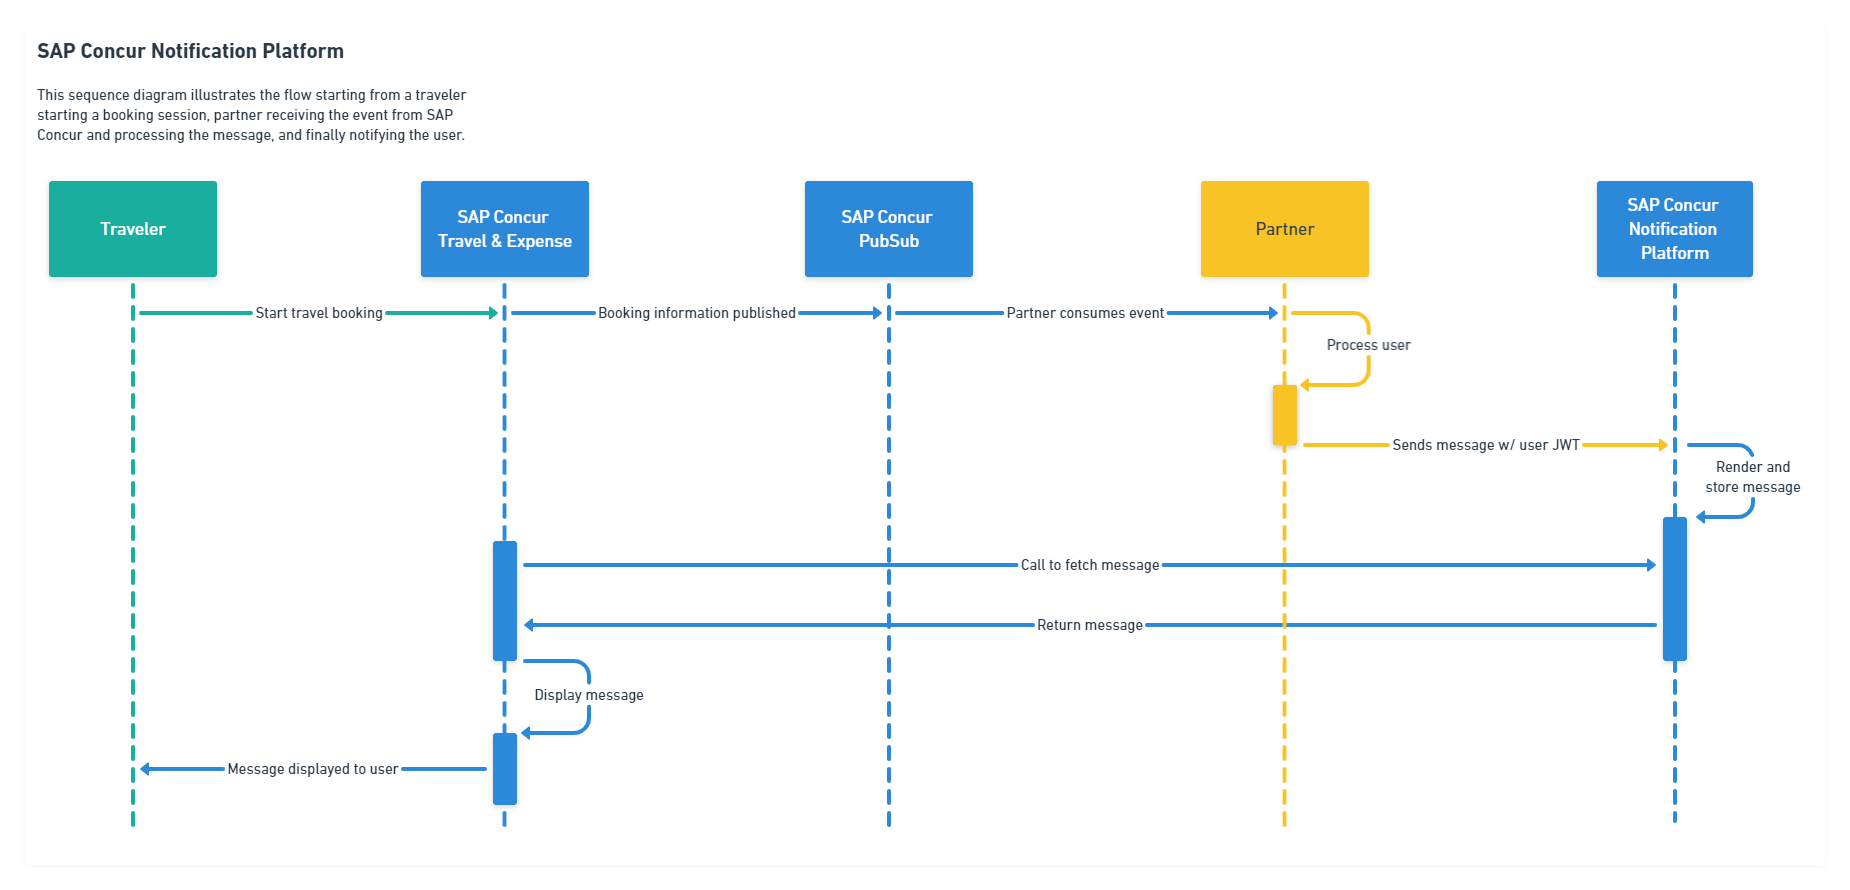 SAP Concur Notification Platform
This sequence diagram illustrates the flow starting from a traveler
starting a booking session, partner receiving the event from SAP
Concur and processing the message, and finally notifying the user.
Traveler
SAP Concur
Travel & Expense
SAP Concur
PubSub
Partner
SAP Concur
Notification
Platform
Start travel booking
Booking information published
Partner consumes event
Process user
Sends message w/ user JWT
Render and
store message
Call to fetch message
Return message
Display message
Message displayed to user